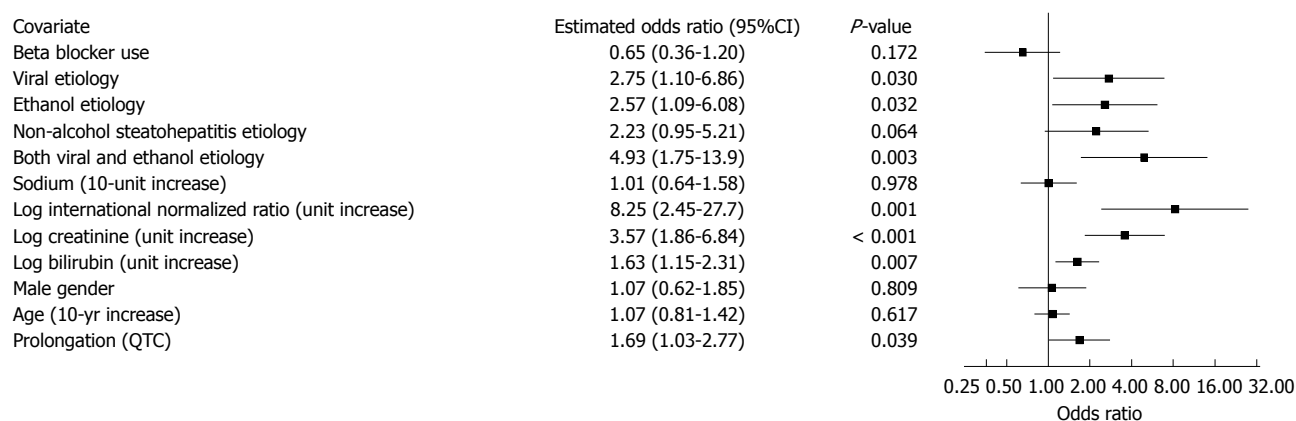 Covariate Estimated odds ratio (95%CI) P-value
Beta blocker use 0.65 (0.36-1.20) 0.172
Viral etiology 2.75 (1.10-6.86) 0.030
Ethanol etiology 2.57 (1.09-6.08) 0.032
Non-alcohol steatohepatitis etiology 2.23 (0.95-5.21) 0.064
Both viral and ethanol etiology 4.93 (1.75-13.9) 0.003
Sodium (10-unit increase) 1.01 (0.64-1.58) 0.978
Log international normalized ratio (unit increase) 8.25 (2.45-27.7) 0.001
Log creatinine (unit increase) 3.57 (1.86-6.84) < 0.001
Log bilirubin (unit increase) 1.63 (1.15-2.31) 0.007
Male gender 1.07 (0.62-1.85) 0.809
Age (10-yr increase) 1.07 (0.81-1.42) 0.617
Prolongation (QTC) 1.69 (1.03-2.77) 0.039
0.25 0.50 1.00 2.00 4.00 8.00 16.00 32.00
Odds ratio